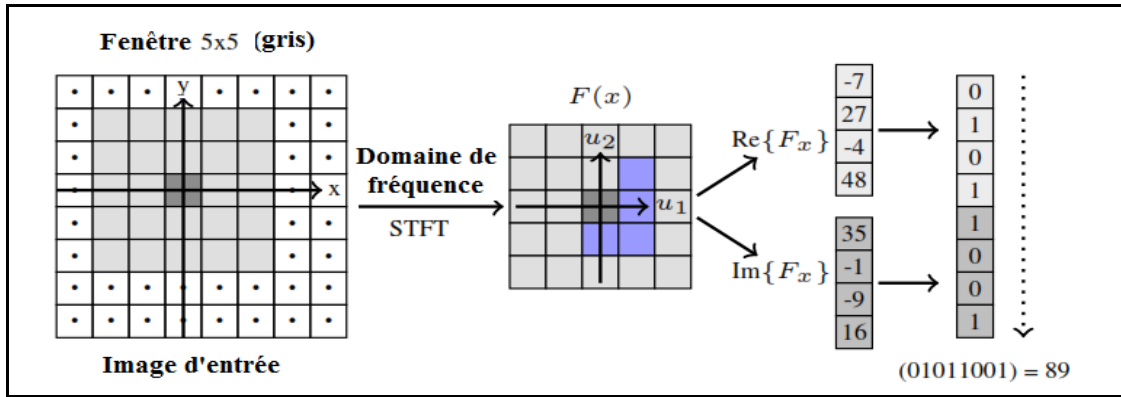 Fenêtre 5x5 (gris)
y
x
Image d'entrée
Domaine de
fréquence
STFT
F(x)
u2
u1
Re{Fx}
Im{Fx}
-7
27
-4
48
35
-1
-9
16
0
1
0
1
1
0
0
1
(01011001) = 89